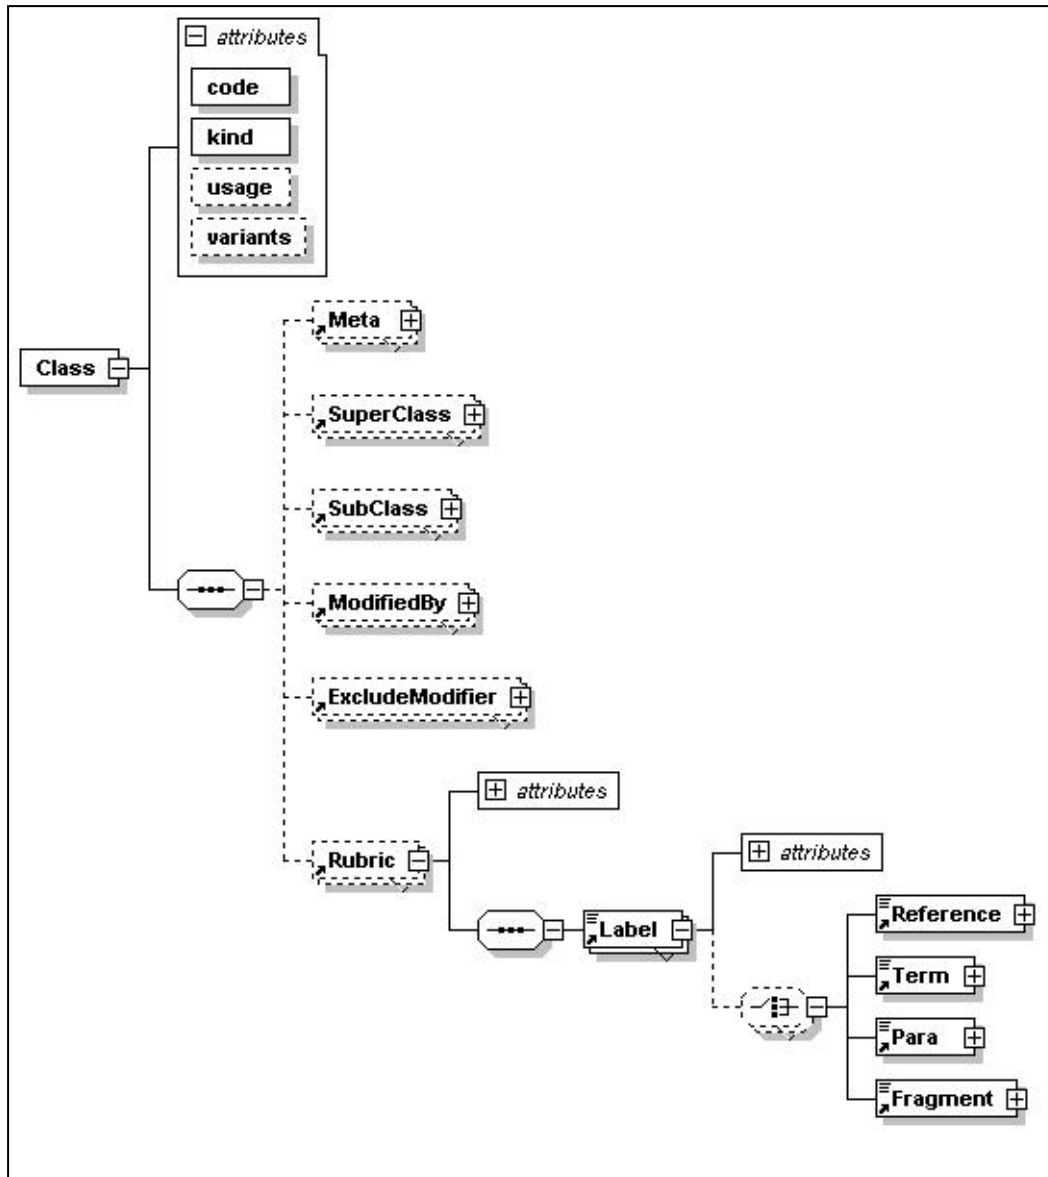 attributes
code
kind
usage
variants
Meta
Class
SuperClass
SubClass
ModifiedBy
ExcludeModifier
attributes
Rubric
attributes
Label
Reference
Term
Para
Fragment